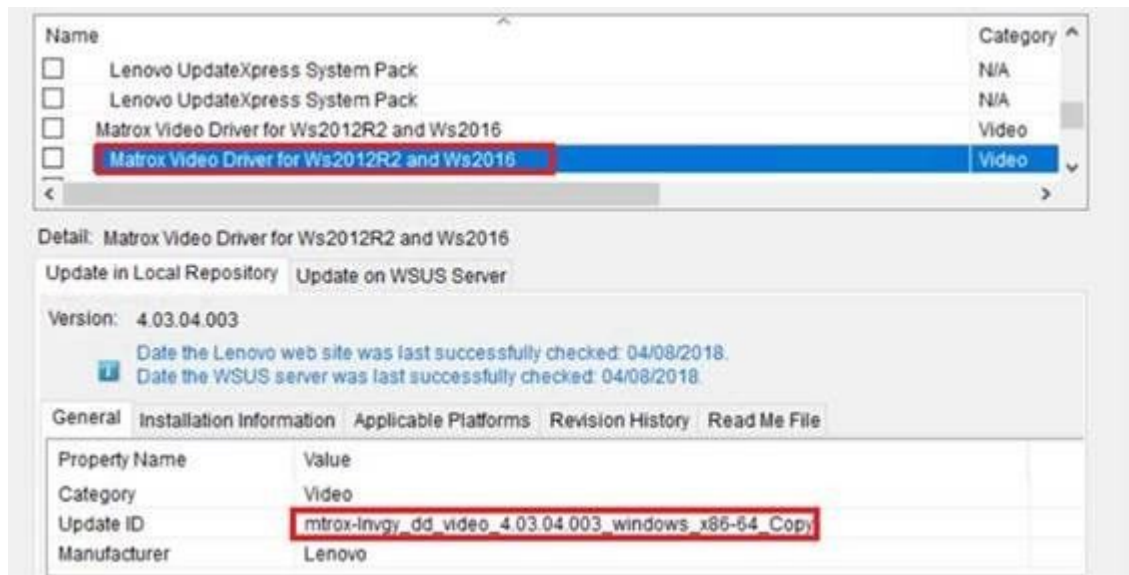 Name Category
Lenovo UpdateXpress System Pack N/A
Lenovo UpdateXpress System Pack N/A
Matrox Video Driver for Ws2012R2 and Ws2016 Video
Matrox Video Driver for Ws2012R2 and Ws2016 Video
Detail: Matrox Video Driver for Ws2012R2 and Ws2016
Update in Local Repository Update on WSUS Server
Version: 4.03.04.003
Date the Lenovo web site was last successfully checked: 04/08/2018.
Date the WSUS server was last successfully checked: 04/08/2018.
General Installation Information Applicable Platforms Revision History Read Me File
Property Name Value
Category Video
Update ID mtrox-lnvgy_dd_video_4.03.04.003_windows_x86-64_Copy
Manufacturer Lenovo